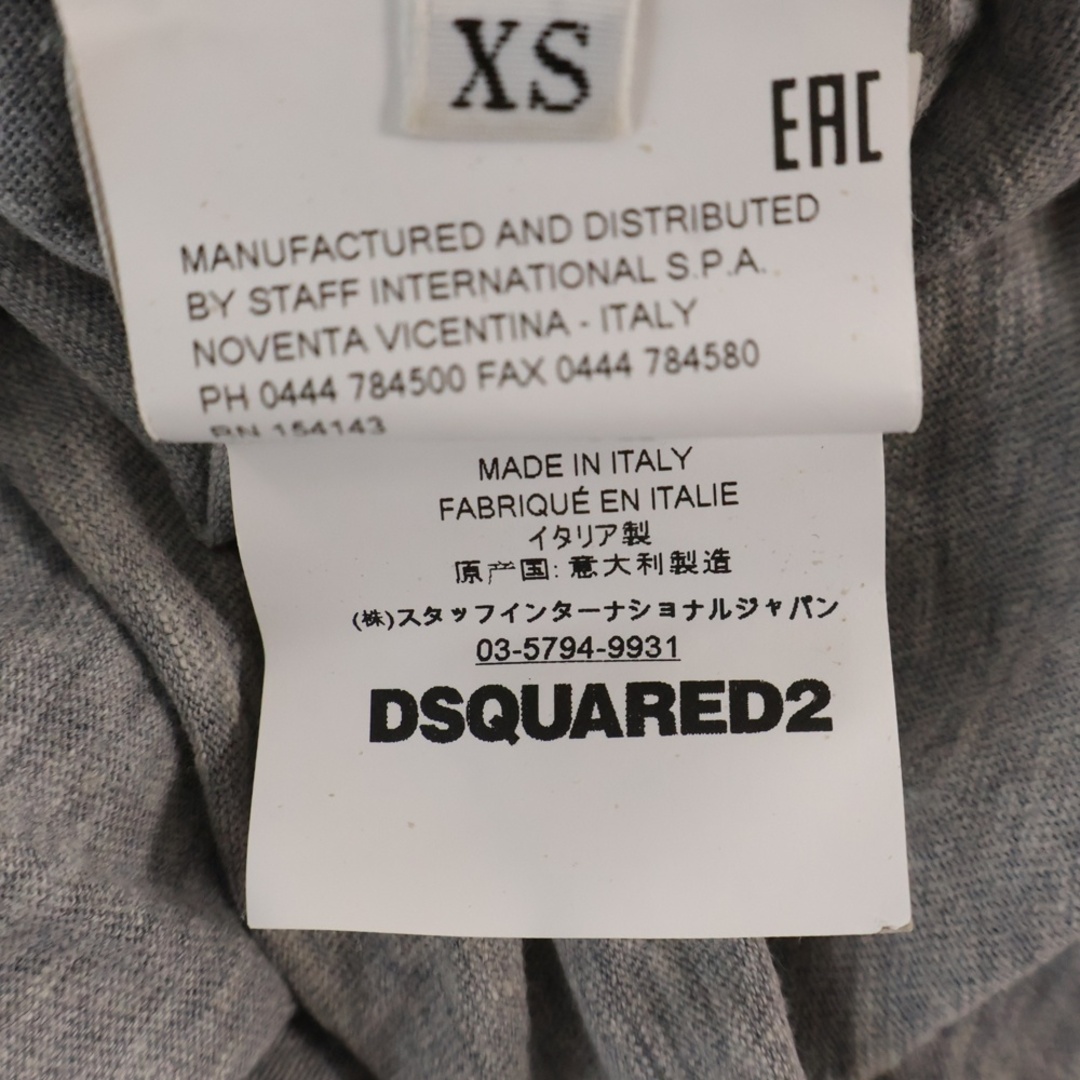 XS
EAC
MANUFACTURED AND DISTRIBUTED
BY STAFF INTERNATIONAL S.P.A.
NOVENTA VICENTINA - ITALY
PH 0444 784500 FAX 0444 784580
RN 154143
MADE IN ITALY
FABRIQUÉ EN ITALIE
イタリア製
原产国: 意大利製造
(株)スタッフインターナショナルジャパン
03-5794-9931
DSQUARED2